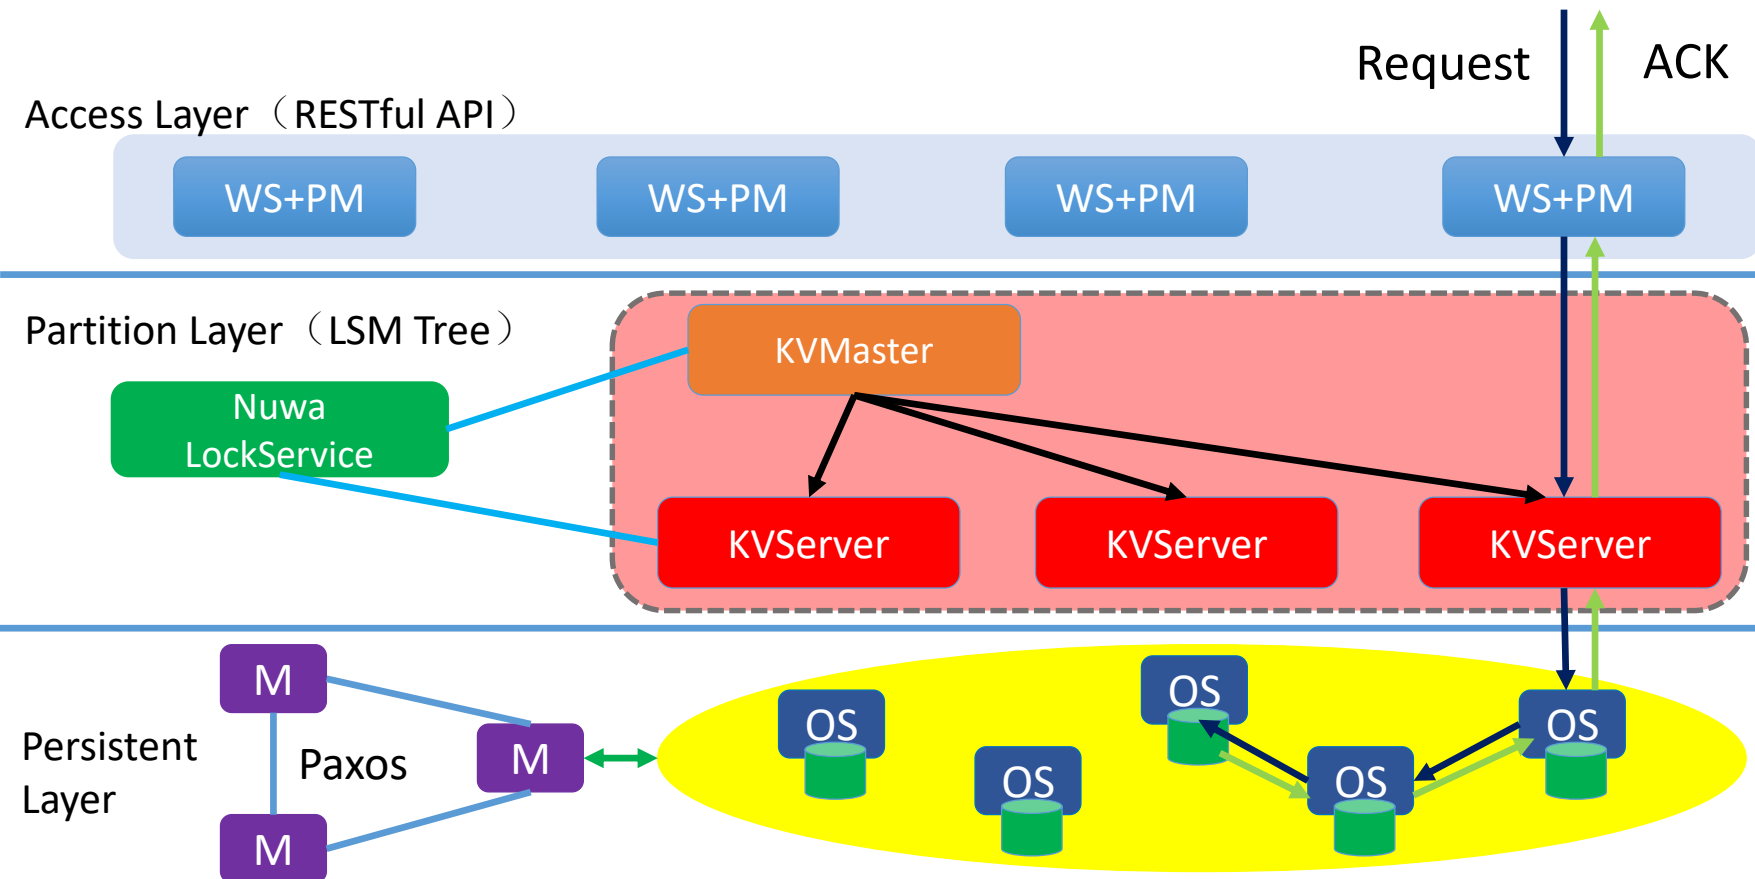 Request
ACK
Access Layer（RESTful API）
WS+PM
WS+PM
WS+PM
WS+PM
Partition Layer（LSM Tree）
KVMaster
Nuwa
LockService
KVServer
KVServer
KVServer
M
M
M
Paxos
Persistent
Layer
OS
OS
OS
OS
OS